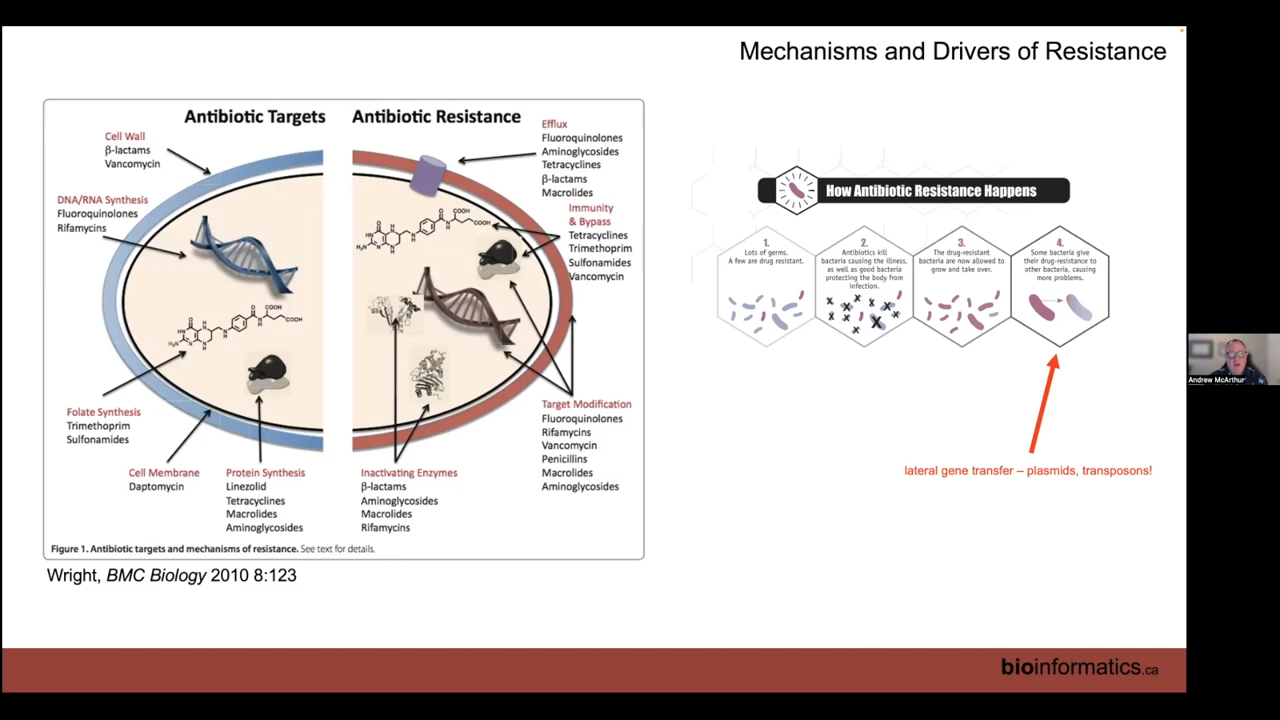 Mechanisms and Drivers of Resistance
Antibiotic Targets
Antibiotic Resistance
Cell Wall
β-lactams
Vancomycin
DNA/RNA Synthesis
Fluoroquinolones
Rifamycins
Folate Synthesis
Trimethoprim
Sulfonamides
Cell Membrane
Daptomycin
Protein Synthesis
Linezolid
Tetracyclines
Macrolides
Aminoglycosides
Efflux
Fluoroquinolones
Aminoglycosides
Tetracyclines
β-lactams
Macrolides
Immunity
& Bypass
Tetracyclines
Trimethoprim
Sulfonamides
Vancomycin
Target Modification
Fluoroquinolones
Rifamycins
Vancomycin
Penicillins
Macrolides
Aminoglycosides
Inactivating Enzymes
β-lactams
Aminoglycosides
Macrolides
Rifamycins
Figure 1. Antibiotic targets and mechanisms of resistance. See text for details.
Wright, BMC Biology 2010 8:123
How Antibiotic Resistance Happens
1.
Lots of germs.
A few are drug resistant.
2.
Antibiotics kill
bacteria causing the illness,
as well as good bacteria
protecting the body from
infection.
3.
The drug-resistant
bacteria are now allowed to
grow and take over.
4.
Some bacteria give
their drug-resistance to
other bacteria, causing
more problems.
lateral gene transfer – plasmids, transposons!
Andrew McArthur
bioinformatics.ca